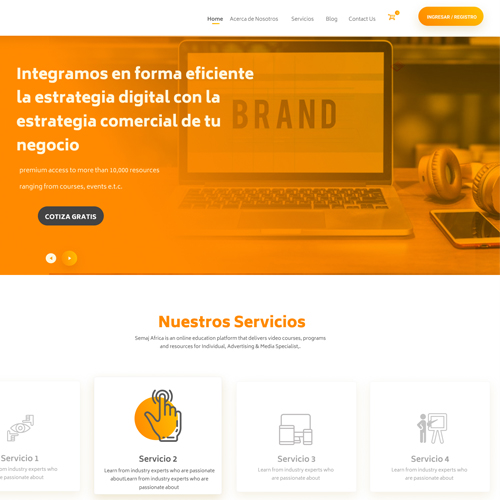 Home Acerca de Nosotros Servicios Blog Contact Us INGRESAR / REGISTRO
Integramos en forma eficiente
la estrategia digital con la
estrategia comercial de tu
negocio
BRAND
premium access to more than 10,000 resources
ranging from courses, events e.t.c.
COTIZA GRATIS
Nuestros Servicios
Semaj Africa is an online education platform that delivers video courses, programs
and resources for Individual, Advertising & Media Specialist,.
Servicio 1
Learn from industry experts who
are passionate about
Servicio 2
Learn from industry experts who are passionate
aboutLearn from industry experts who are
passionate about
Servicio 3
Learn from industry experts who
are passionate about
Servicio 4
Learn from industry experts who
are passionate about